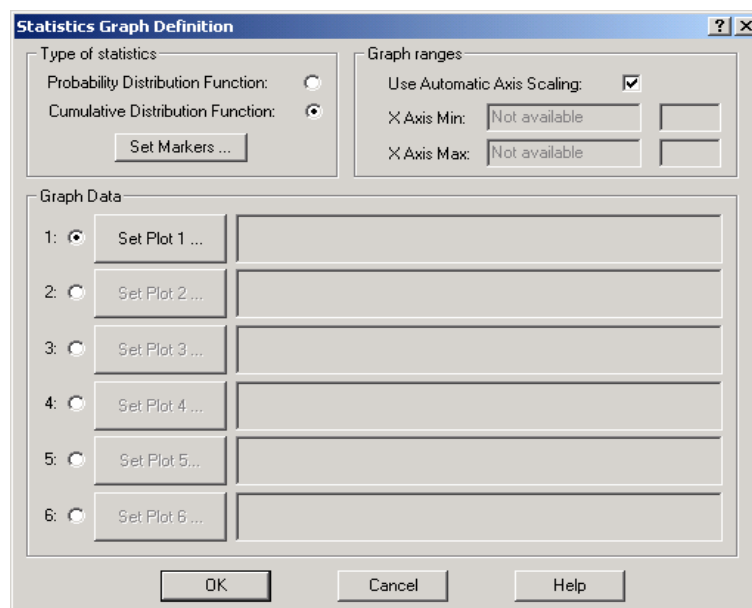 Statistics Graph Definition
Type of statistics
Probability Distribution Function:
Cumulative Distribution Function:
Set Markers ...
Graph ranges
Use Automatic Axis Scaling:
X Axis Min: Not available
X Axis Max: Not available
Graph Data
1: Set Plot 1 ...
2: Set Plot 2 ...
3: Set Plot 3 ...
4: Set Plot 4 ...
5: Set Plot 5...
6: Set Plot 6 ...
OK Cancel Help